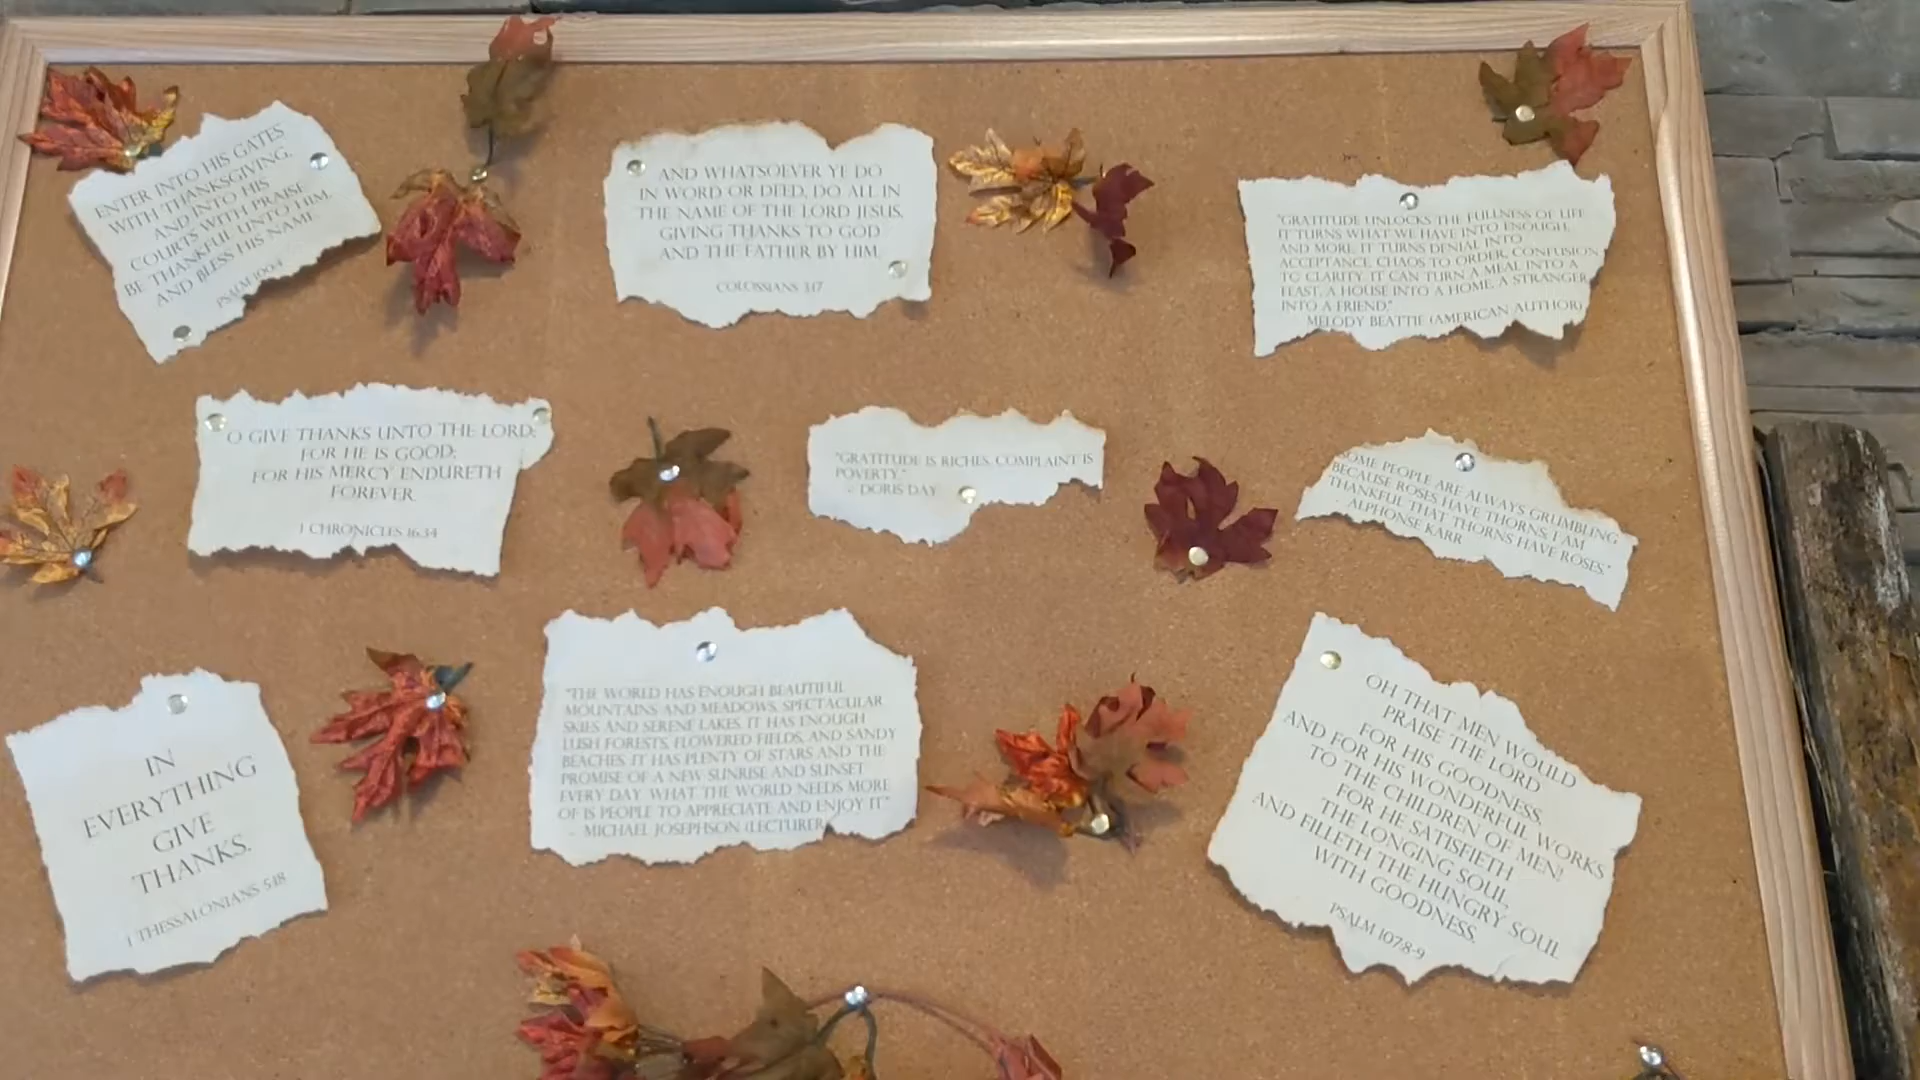 ENTER INTO HIS GATES
WITH THANKSGIVING,
AND INTO HIS
COURTS WITH PRAISE
BE THANKFUL UNTO HIM,
AND BLESS HIS NAME
PSALM 100:4
AND WHATSOEVER YE DO
IN WORD OR DEED, DO ALL IN
THE NAME OF THE LORD JESUS,
GIVING THANKS TO GOD
AND THE FATHER BY HIM.
COLOSSIANS 3:17
"GRATITUDE UNLOCKS THE FULLNESS OF LIFE
IT TURNS WHAT WE HAVE INTO ENOUGH,
AND MORE. IT TURNS DENIAL INTO
ACCEPTANCE, CHAOS TO ORDER, CONFUSION
TO CLARITY. IT CAN TURN A MEAL INTO A
FEAST, A HOUSE INTO A HOME, A STRANGER
INTO A FRIEND."
MELODY BEATTIE (AMERICAN AUTHOR)
O GIVE THANKS UNTO THE LORD;
FOR HE IS GOOD;
FOR HIS MERCY ENDURETH
FOREVER
1 CHRONICLES 16:34
"GRATITUDE IS RICHES. COMPLAINT IS
POVERTY."
- DORIS DAY
SOME PEOPLE ARE ALWAYS GRUMBLING
BECAUSE ROSES HAVE THORNS. I AM
THANKFUL THAT THORNS HAVE ROSES."
- ALPHONSE KARR
IN
EVERYTHING
GIVE
THANKS.
1 THESSALONIANS 5:18
"THE WORLD HAS ENOUGH BEAUTIFUL
MOUNTAINS AND MEADOWS, SPECTACULAR
SKIES AND SERENE LAKES. IT HAS ENOUGH
LUSH FORESTS, FLOWERED FIELDS, AND SANDY
BEACHES. IT HAS PLENTY OF STARS AND THE
PROMISE OF A NEW SUNRISE AND SUNSET
EVERY DAY. WHAT THE WORLD NEEDS MORE
OF IS PEOPLE TO APPRECIATE AND ENJOY IT"
- MICHAEL JOSEPHSON (LECTURER)
OH THAT MEN WOULD
PRAISE THE LORD
FOR HIS GOODNESS,
AND FOR HIS WONDERFUL WORKS
TO THE CHILDREN OF MEN!
FOR HE SATISFIETH
THE LONGING SOUL,
AND FILLETH THE HUNGRY SOUL
WITH GOODNESS.
PSALM 107:8-9